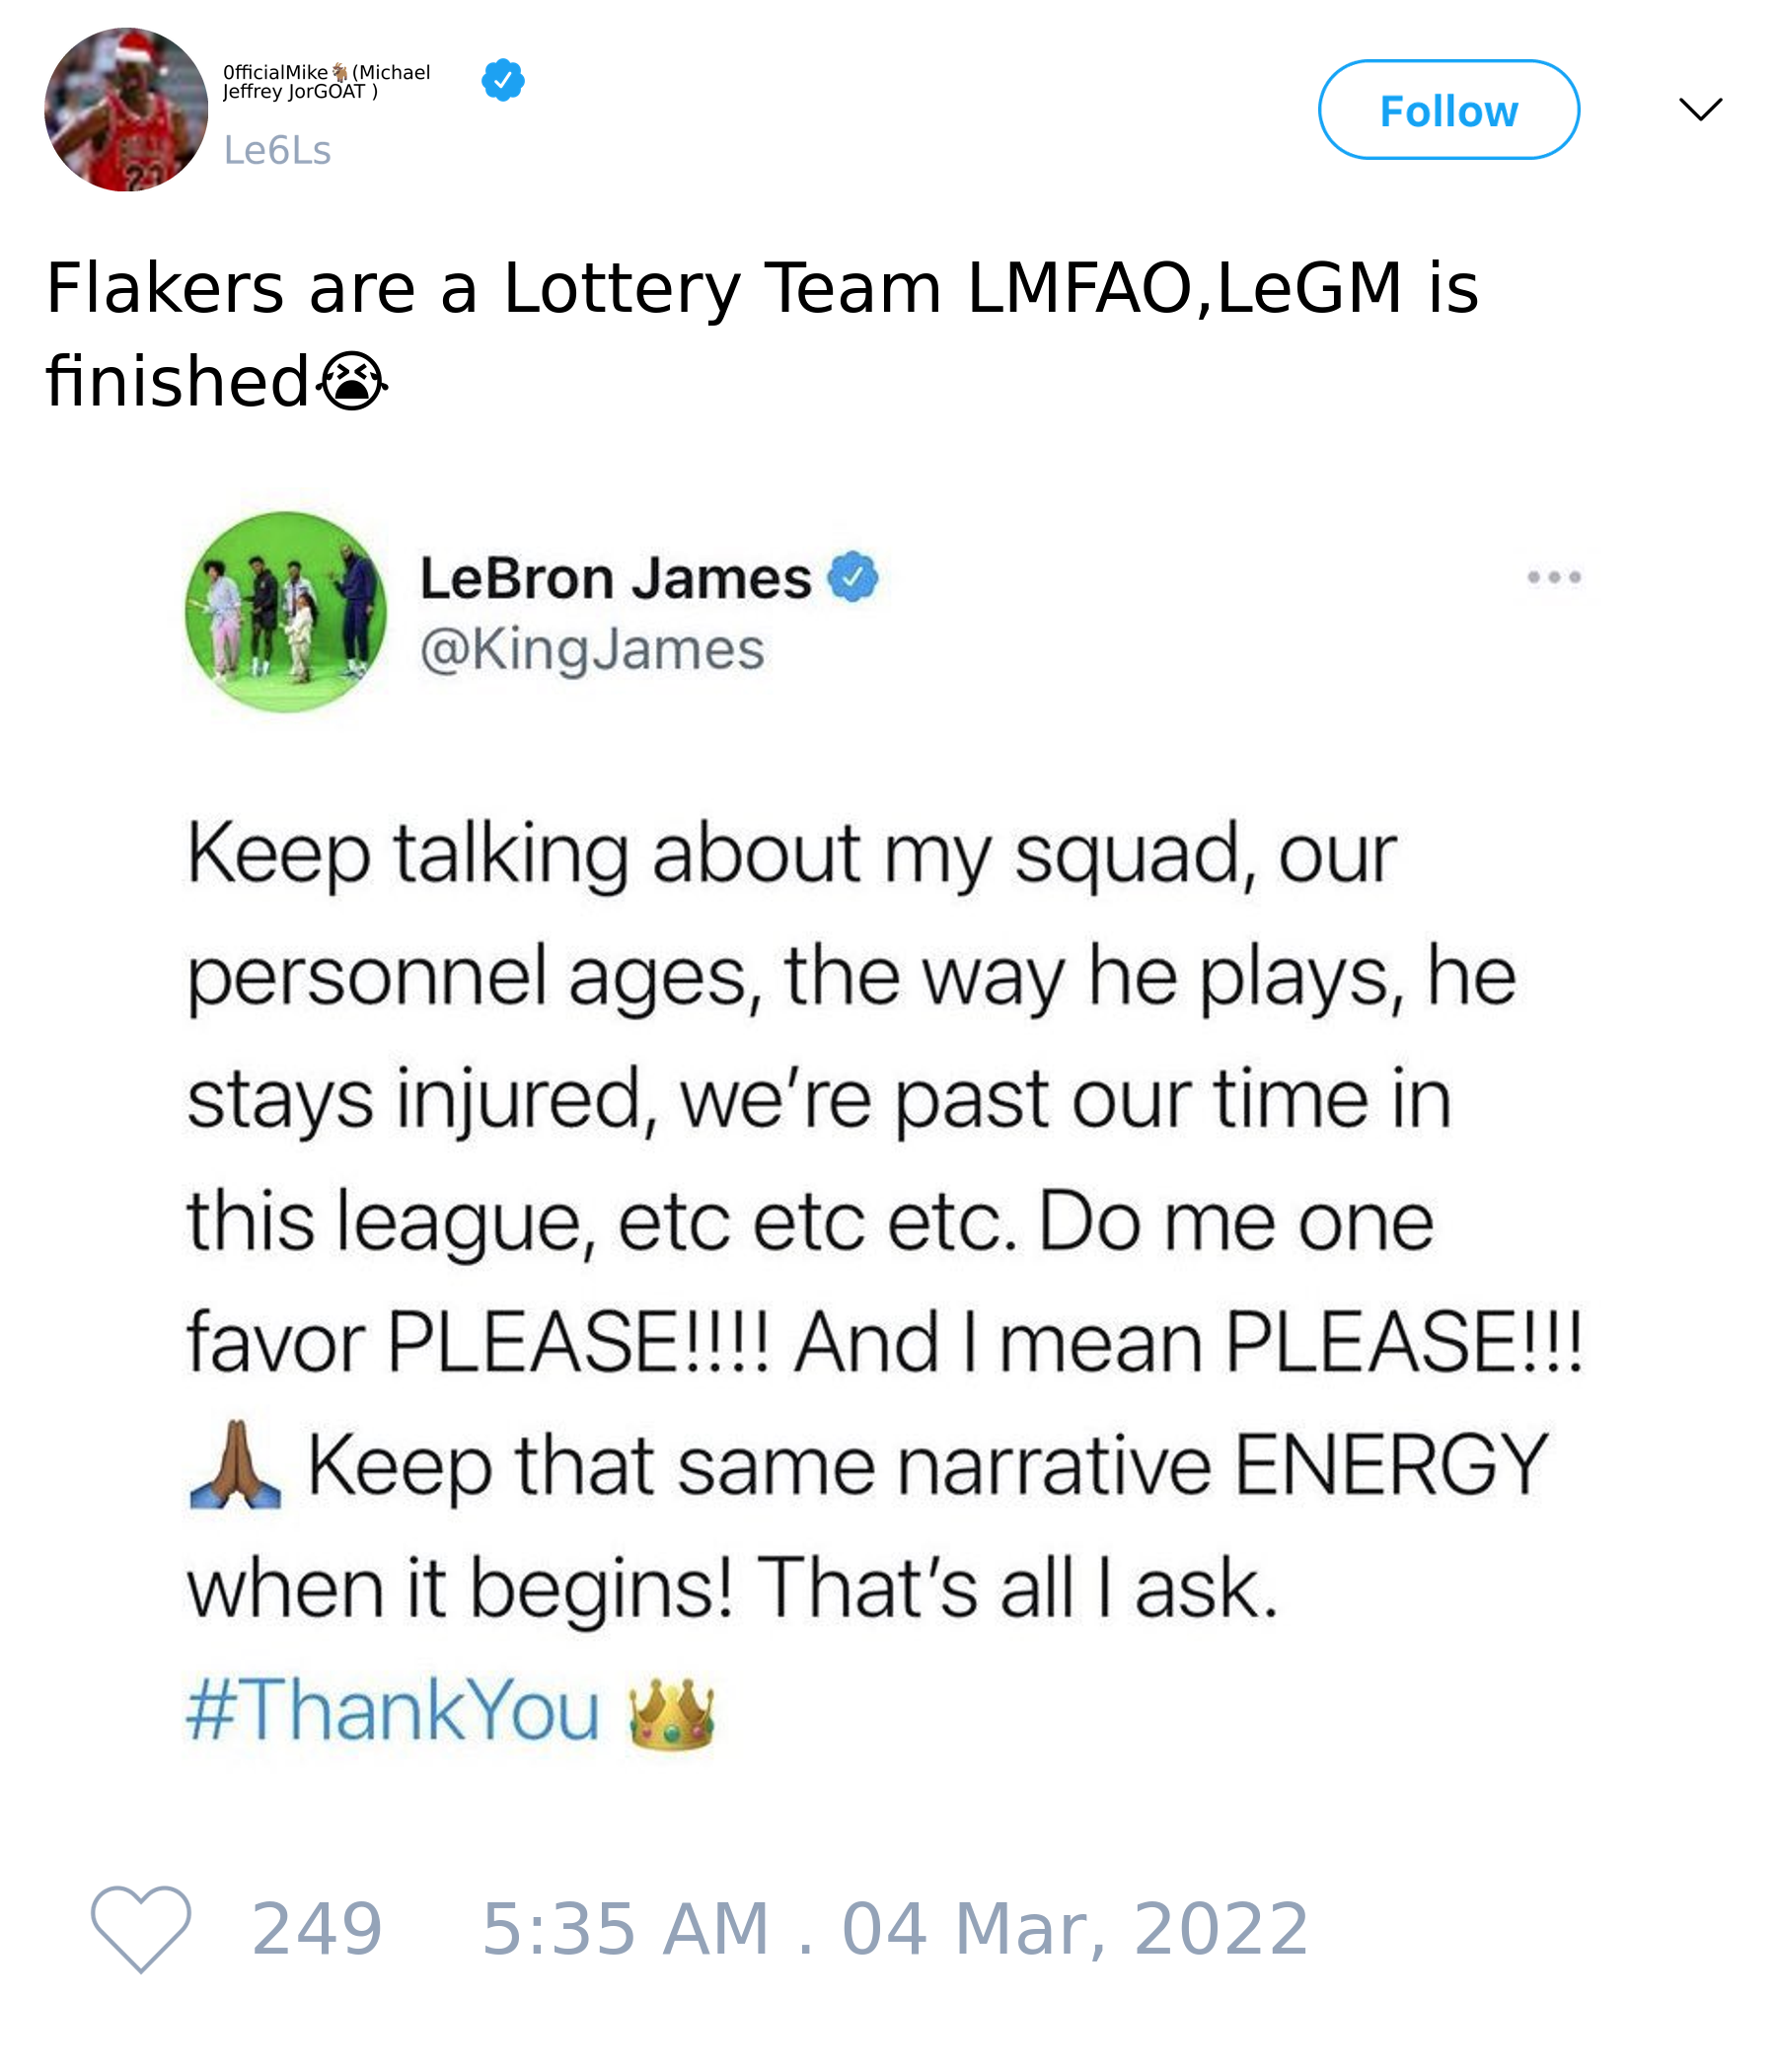 0fficialMike🐐(Michael
Jeffrey JorGOAT )
Le6Ls
Follow
Flakers are a Lottery Team LMFAO,LeGM is
finished😭
LeBron James
@KingJames
Keep talking about my squad, our
personnel ages, the way he plays, he
stays injured, we’re past our time in
this league, etc etc etc. Do me one
favor PLEASE!!!! And I mean PLEASE!!!
🙏🏾 Keep that same narrative ENERGY
when it begins! That’s all I ask.
#ThankYou 👑
249 5:35 AM . 04 Mar, 2022